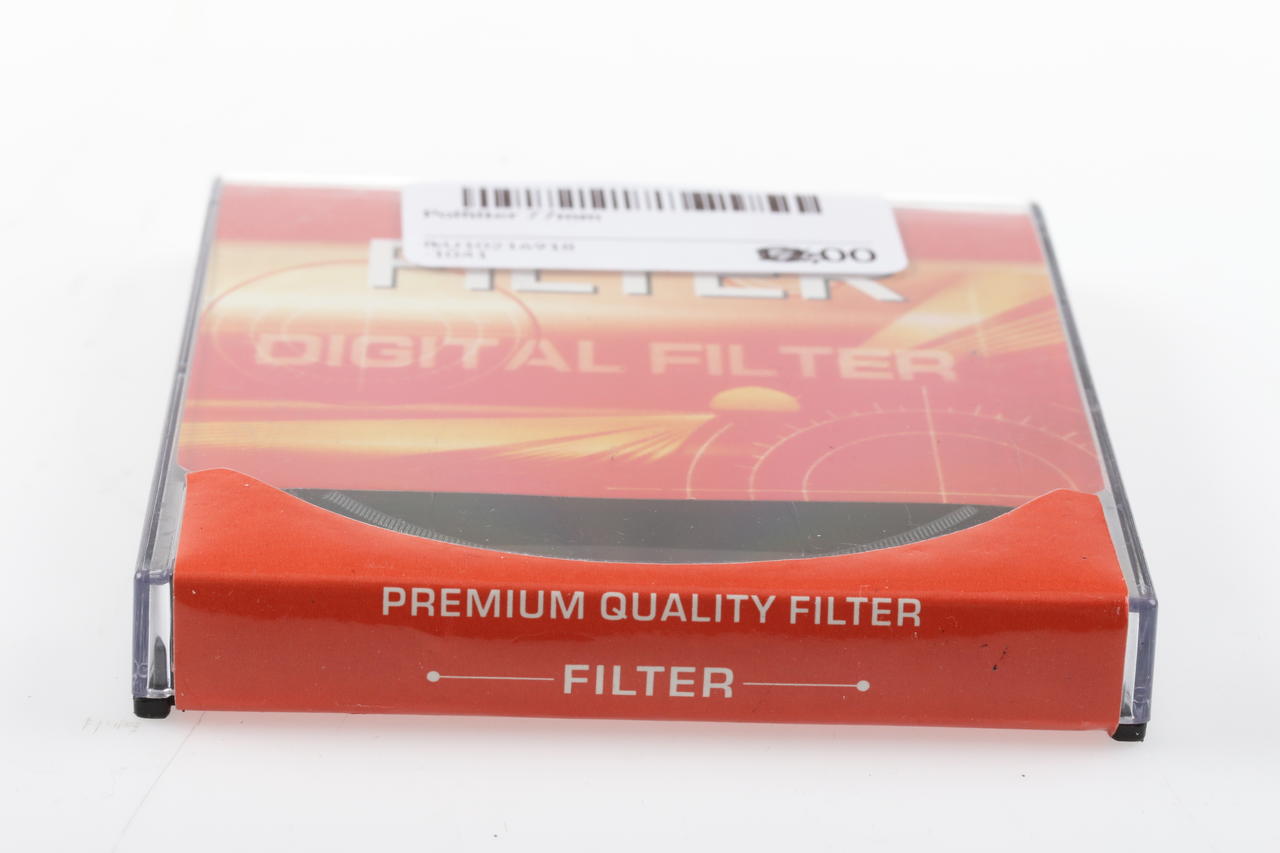 Polfilter 77mm
FILTER
DIGITAL FILTER
PREMIUM QUALITY FILTER
FILTER